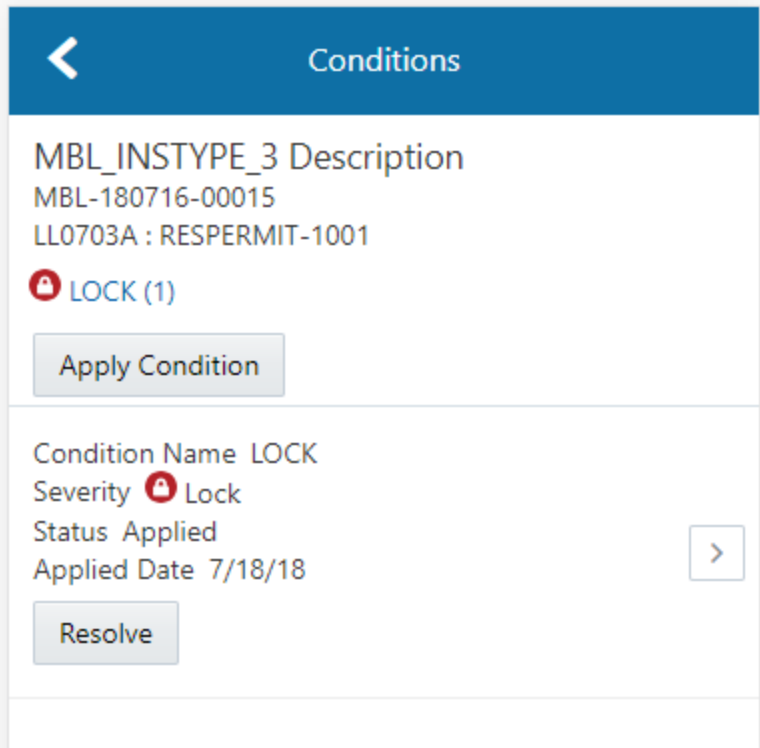 Conditions
MBL_INSTYPE_3 Description
MBL-180716-00015
LL0703A : RESPERMIT-1001
LOCK (1)
Apply Condition
Condition Name LOCK
Severity Lock
Status Applied
Applied Date 7/18/18
Resolve